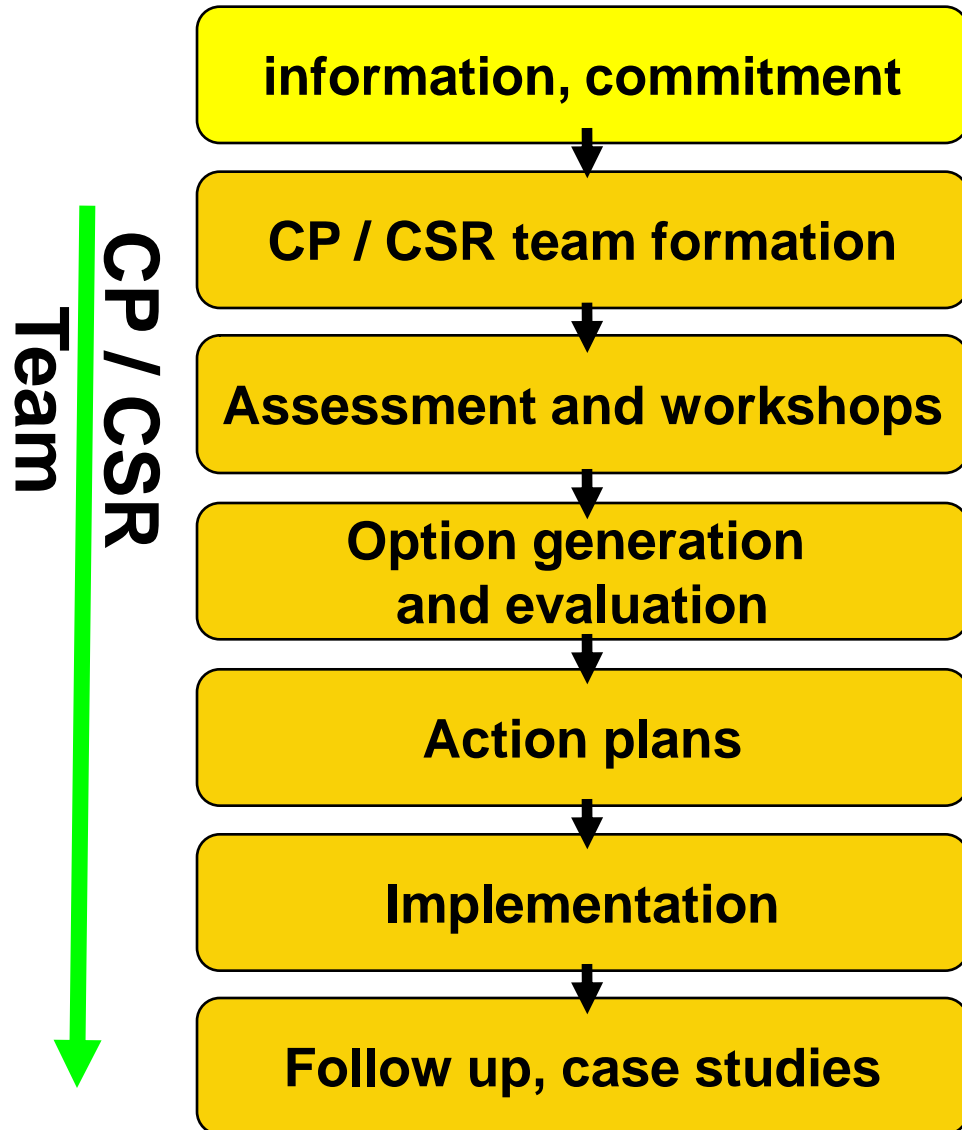 information, commitment
CP / CSR team formation
Assessment and workshops
Option generation
and evaluation
Action plans
Implementation
Follow up, case studies
CP / CSR
Team